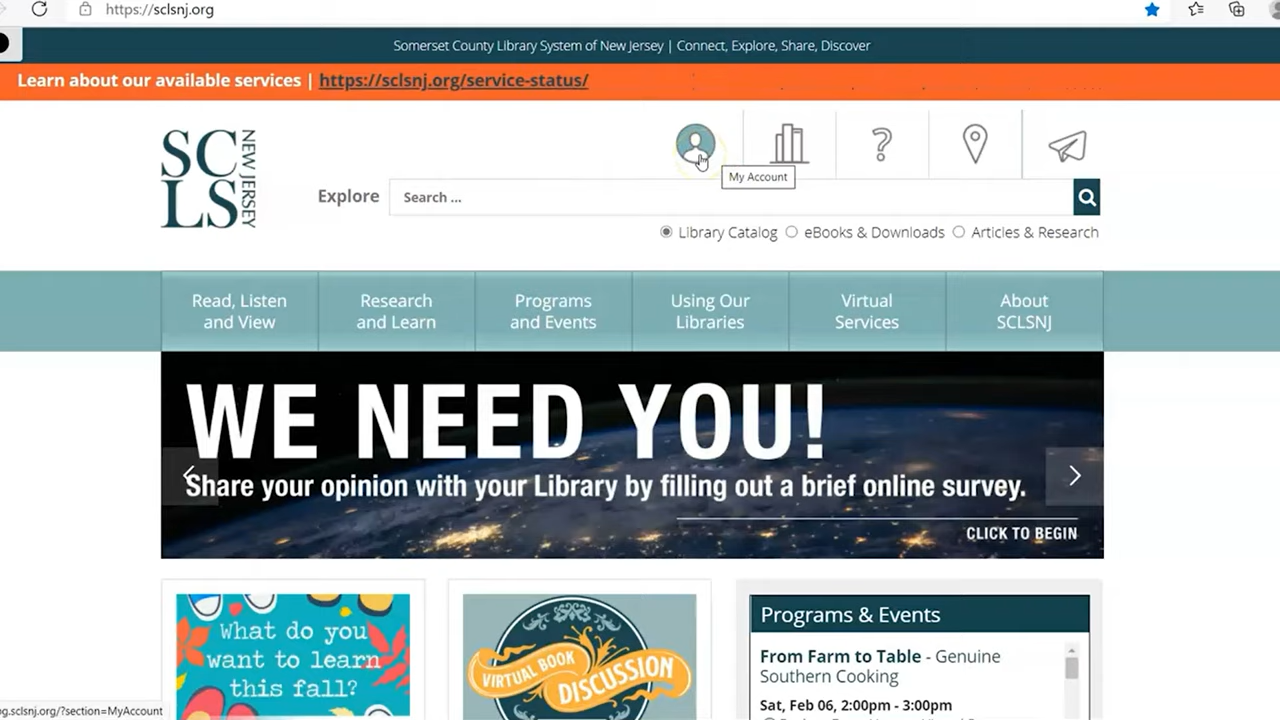 https://sclsnj.org
Somerset County Library System of New Jersey | Connect, Explore, Share, Discover
Learn about our available services | https://sclsnj.org/service-status/
SC
LS
NEW JERSEY
?
My Account
Explore
Search ...
Library Catalog
eBooks & Downloads
Articles & Research
Read, Listen
and View
Research
and Learn
Programs
and Events
Using Our
Libraries
Virtual
Services
About
SCLSNJ
WE NEED YOU!
Share your opinion with your Library by filling out a brief online survey.
CLICK TO BEGIN
What do you
want to learn
this fall?
VIRTUAL BOOK
DISCUSSION
Programs & Events
From Farm to Table - Genuine
Southern Cooking
Sat, Feb 06, 2:00pm - 3:00pm
og.sclsnj.org/?section=MyAccount